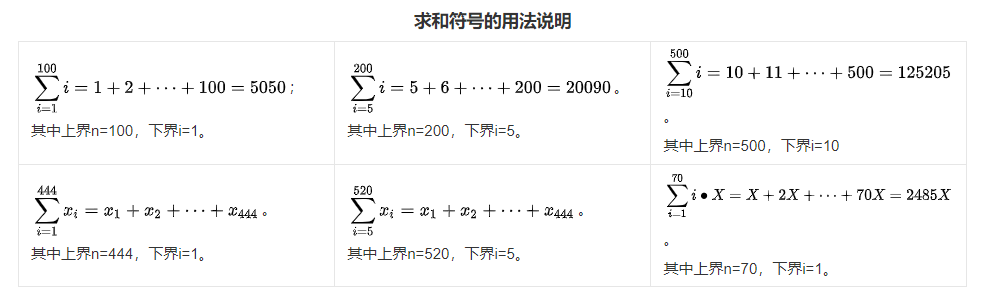 求和符号的用法说明
\sum_{i=1}^{100} i = 1 + 2 + \cdots + 100 = 5050；
其中上界n=100，下界i=1。
\sum_{i=5}^{200} i = 5 + 6 + \cdots + 200 = 20090 。
其中上界n=200，下界i=5。
\sum_{i=10}^{500} i = 10 + 11 + \cdots + 500 = 125205
。
其中上界n=500，下界i=10
\sum_{i=1}^{444} x_i = x_1 + x_2 + \cdots + x_{444} 。
其中上界n=444，下界i=1。
\sum_{i=5}^{520} x_i = x_1 + x_2 + \cdots + x_{444} 。
其中上界n=520，下界i=5。
\sum_{i-1}^{70} i • X = X + 2X + \cdots + 70X = 2485X
。
其中上界n=70，下界i=1。